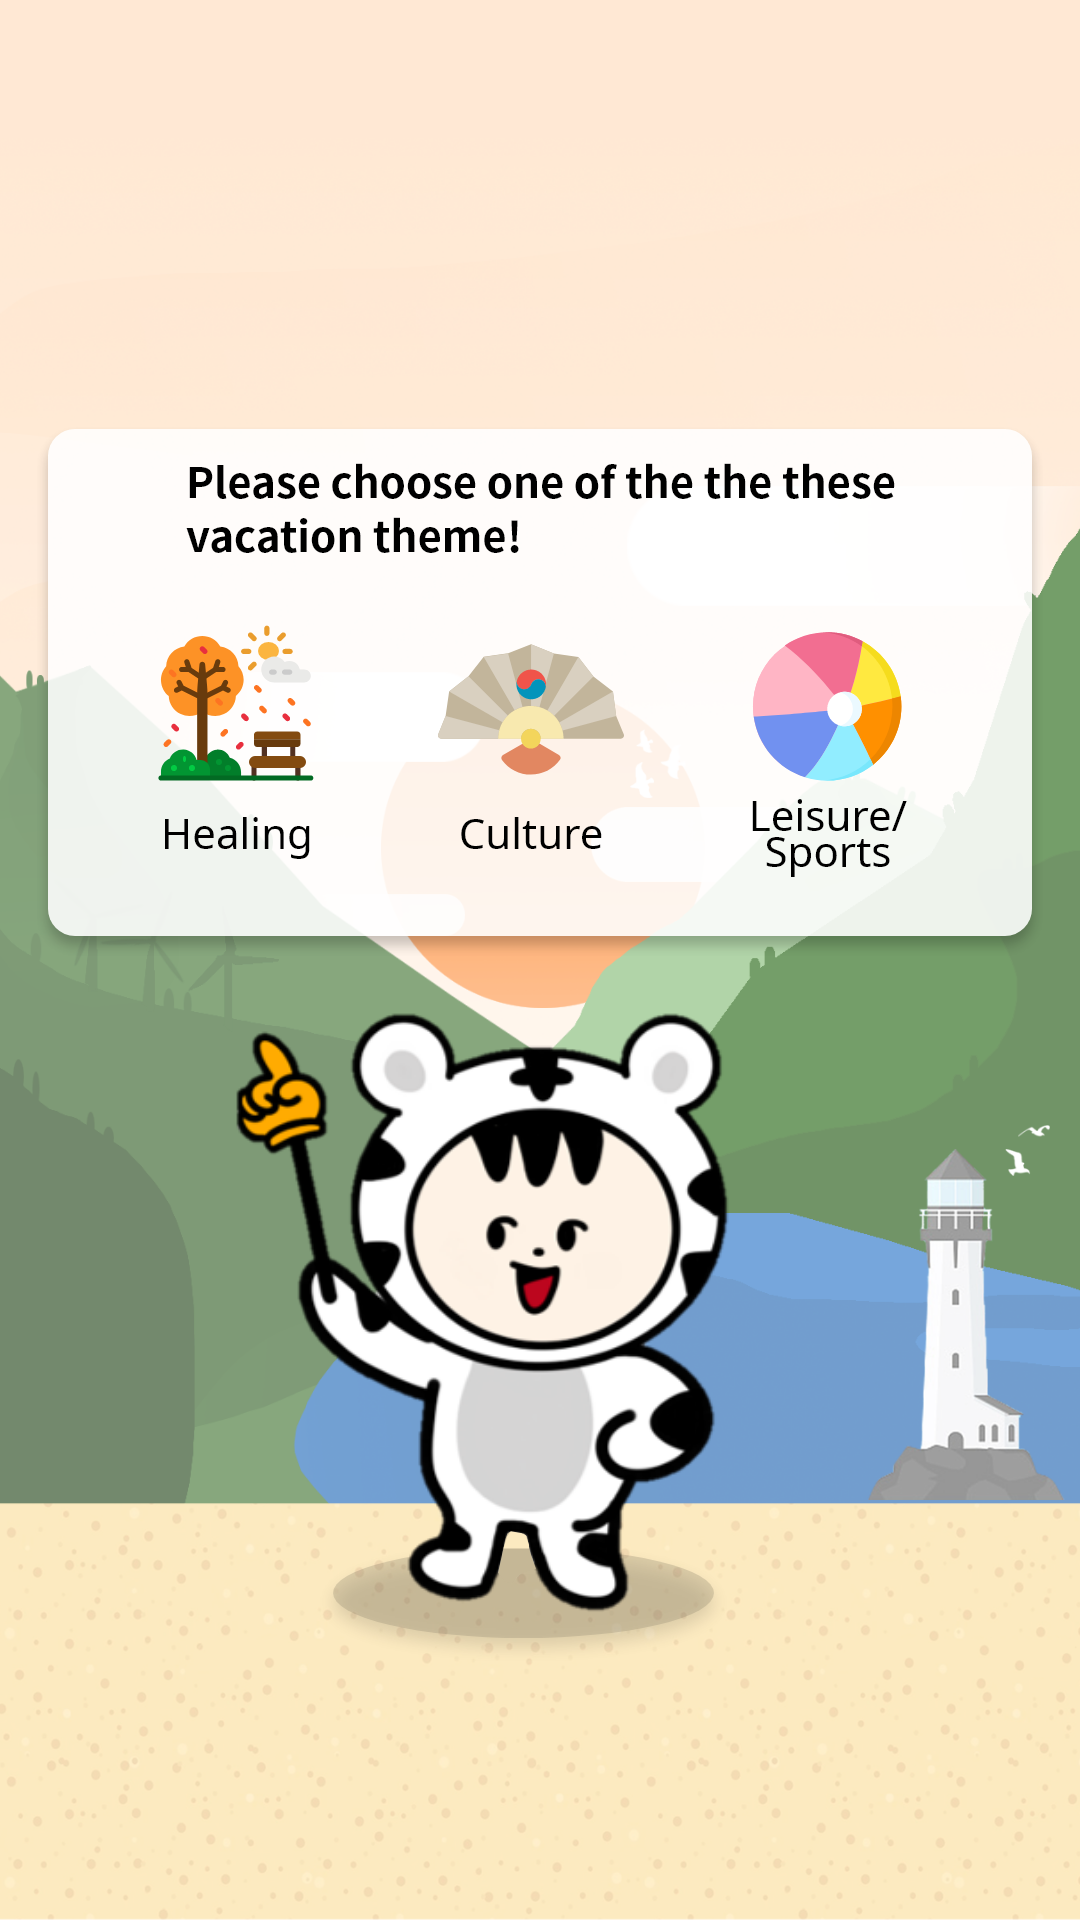 Please choose one of the the these
vacation theme!
Healing
Culture
Leisure/
Sports